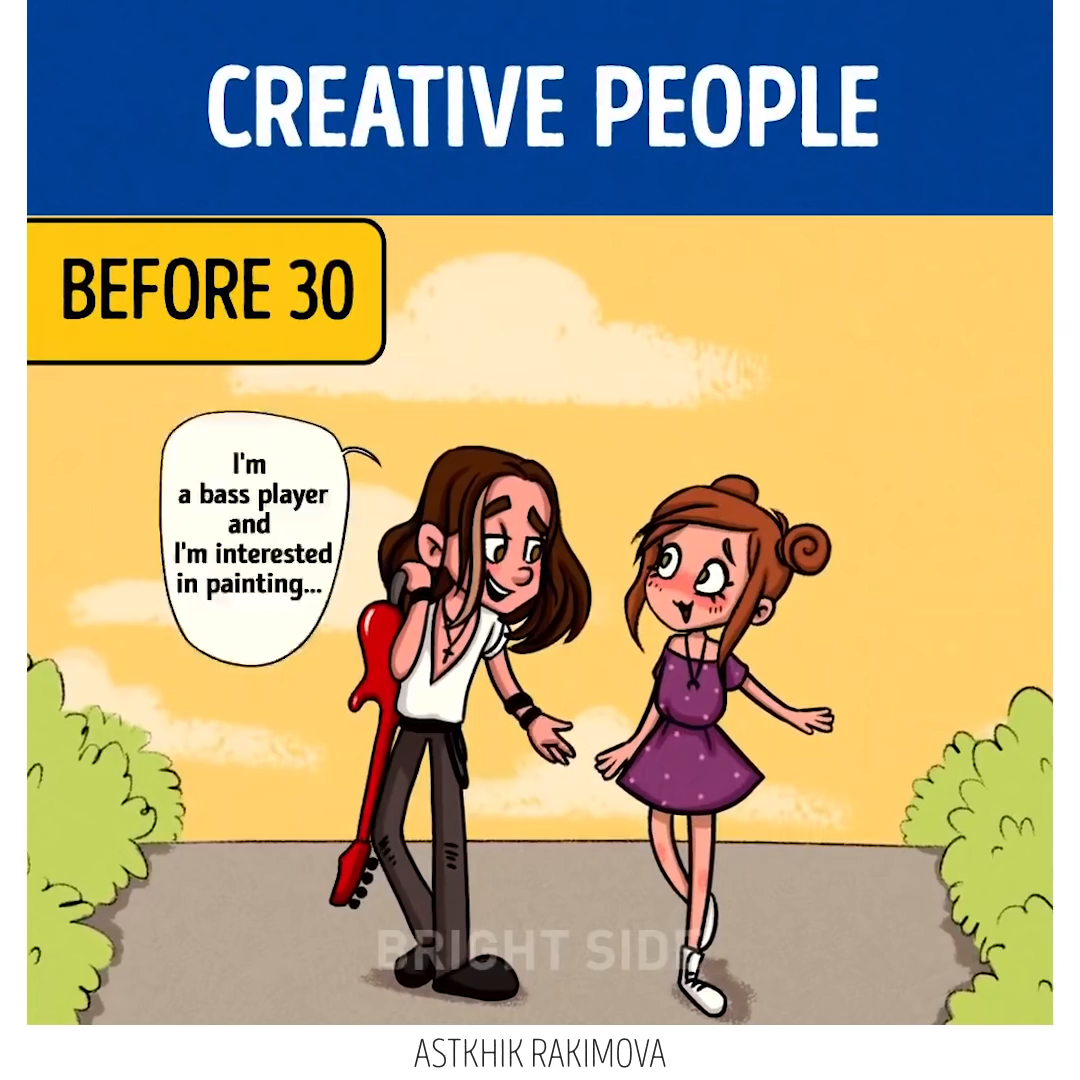 CREATIVE PEOPLE
BEFORE 30
I'm
a bass player
and
I'm interested
in painting...
BRIGHT SIDE
ASTKHIK RAKIMOVA